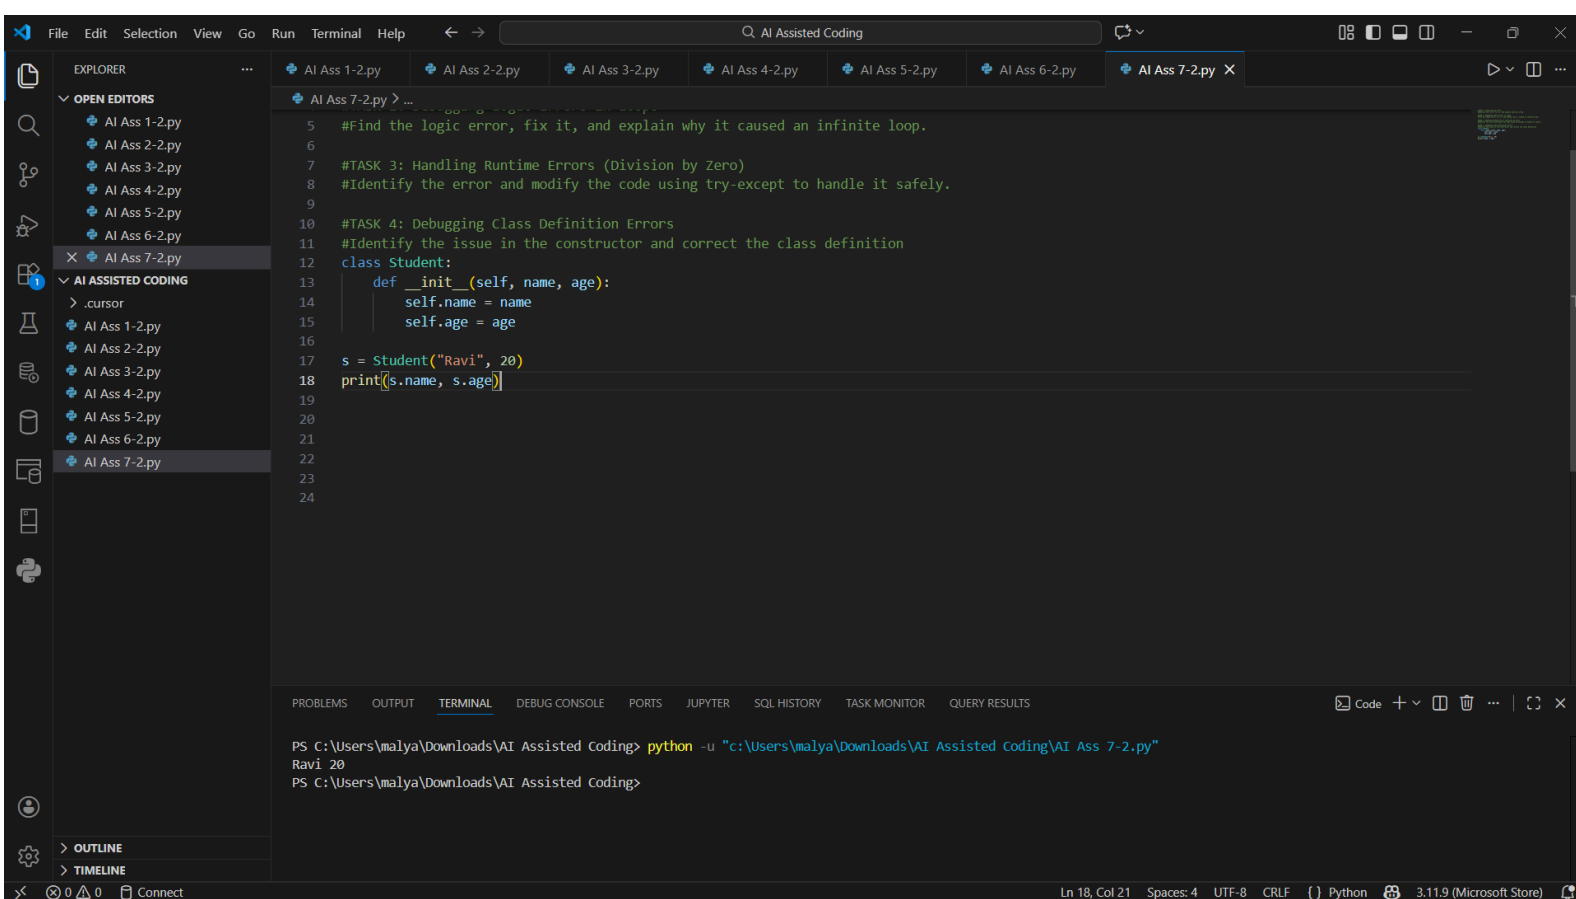 File Edit Selection View Go Run Terminal Help
AI Assisted Coding
EXPLORER
OPEN EDITORS
AI Ass 1-2.py
AI Ass 2-2.py
AI Ass 3-2.py
AI Ass 4-2.py
AI Ass 5-2.py
AI Ass 6-2.py
AI Ass 7-2.py
AI ASSISTED CODING
.cursor
AI Ass 1-2.py
AI Ass 2-2.py
AI Ass 3-2.py
AI Ass 4-2.py
AI Ass 5-2.py
AI Ass 6-2.py
AI Ass 7-2.py
OUTLINE
TIMELINE
1
AI Ass 1-2.py AI Ass 2-2.py AI Ass 3-2.py AI Ass 4-2.py AI Ass 5-2.py AI Ass 6-2.py AI Ass 7-2.py
AI Ass 7-2.py > ...
5 #Find the logic error, fix it, and explain why it caused an infinite loop.
6
7 #TASK 3: Handling Runtime Errors (Division by Zero)
8 #Identify the error and modify the code using try-except to handle it safely.
9
10 #TASK 4: Debugging Class Definition Errors
11 #Identify the issue in the constructor and correct the class definition
12 class Student:
13 def __init__(self, name, age):
14 self.name = name
15 self.age = age
16
17 s = Student("Ravi", 20)
18 print(s.name, s.age)
19
20
21
22
23
24
PROBLEMS OUTPUT TERMINAL DEBUG CONSOLE PORTS JUPYTER SQL HISTORY TASK MONITOR QUERY RESULTS
Code
PS C:\Users\malya\Downloads\AI Assisted Coding> python -u "c:\Users\malya\Downloads\AI Assisted Coding\AI Ass 7-2.py"
Ravi 20
PS C:\Users\malya\Downloads\AI Assisted Coding>
0 0 Connect
Ln 18, Col 21 Spaces: 4 UTF-8 CRLF {} Python 3.11.9 (Microsoft Store)